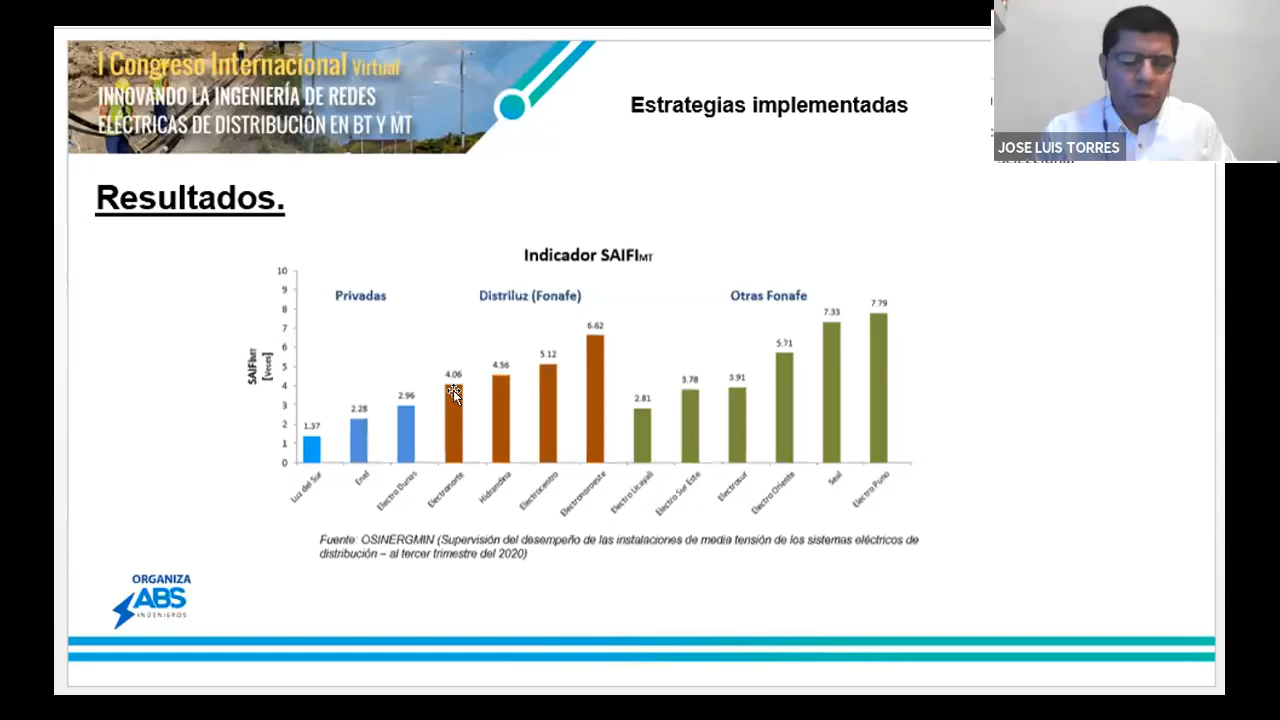 I Congreso Internacional Virtual
INNOVANDO LA INGENIERÍA DE REDES
ELÉCTRICAS DE DISTRIBUCIÓN EN BT Y MT
Estrategias implementadas
JOSE LUIS TORRES
Resultados.
Indicador SAIFIMT
10
9
8
7
6
5
4
3
2
1
0
SAIFIMT
[Veces]
Privadas
Distriluz (Fonafe)
Otras Fonafe
1.37
2.28
2.96
4.06
4.56
5.12
6.62
2.81
3.78
3.91
5.71
7.33
7.79
Luz del Sur
Enel
Electro Dunas
Electronorte
Hidrandina
Electrocentro
Electronoroeste
Electro Ucayali
Electro Sur Este
Electrosur
Electro Oriente
Seal
Electro Puno
Fuente: OSINERGMIN (Supervisión del desempeño de las instalaciones de media tensión de los sistemas eléctricos de
distribución – al tercer trimestre del 2020)
ORGANIZA
ABS
INGENIEROS